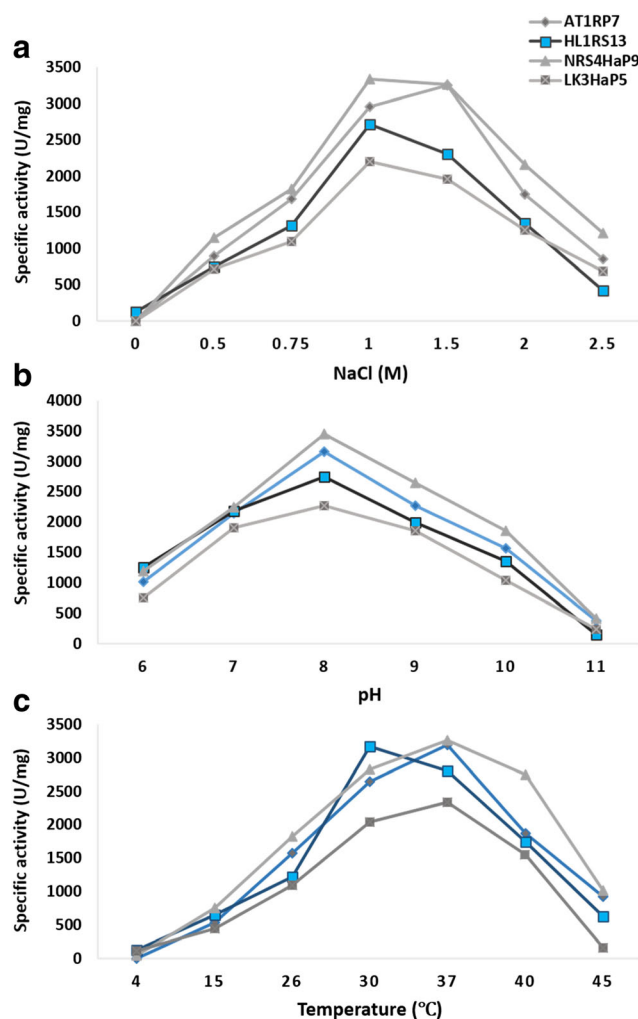 a
AT1RP7
HL1RS13
NRS4HaP9
LK3HaP5
Specific activity (U/mg)
3500
3000
2500
2000
1500
1000
500
0
0 0.5 0.75 1 1.5 2 2.5
NaCl (M)
b
Specific activity (U/mg)
4000
3500
3000
2500
2000
1500
1000
500
0
6 7 8 9 10 11
pH
c
Specific activity (U/mg)
3500
3000
2500
2000
1500
1000
500
0
4 15 26 30 37 40 45
Temperature (°C)